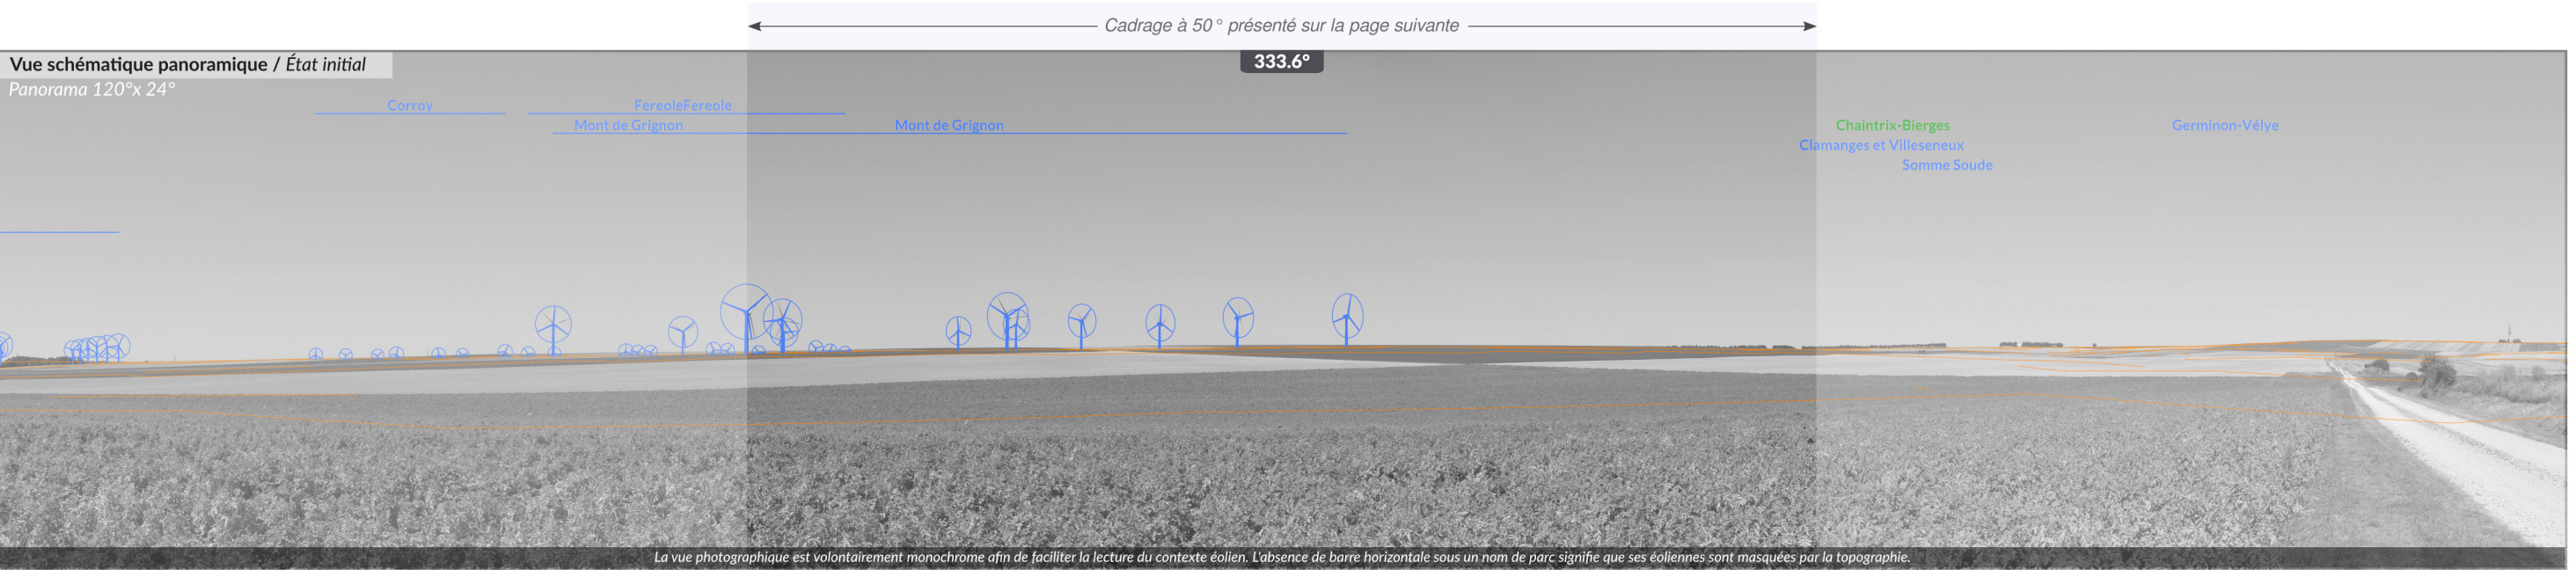 Cadrage à 50° présenté sur la page suivante
Vue schématique panoramique / État initial
333.6°
Panorama 120°x 24°
Corroy
FereoleFereole
Mont de Grignon
Mont de Grignon
Chaintrix-Bierges
Germinon-Vélye
Clamanges et Villeseneux
Somme Soude
La vue photographique est volontairement monochrome afin de faciliter la lecture du contexte éolien. L'absence de barre horizontale sous un nom de parc signifie que ses éoliennes sont masquées par la topographie.